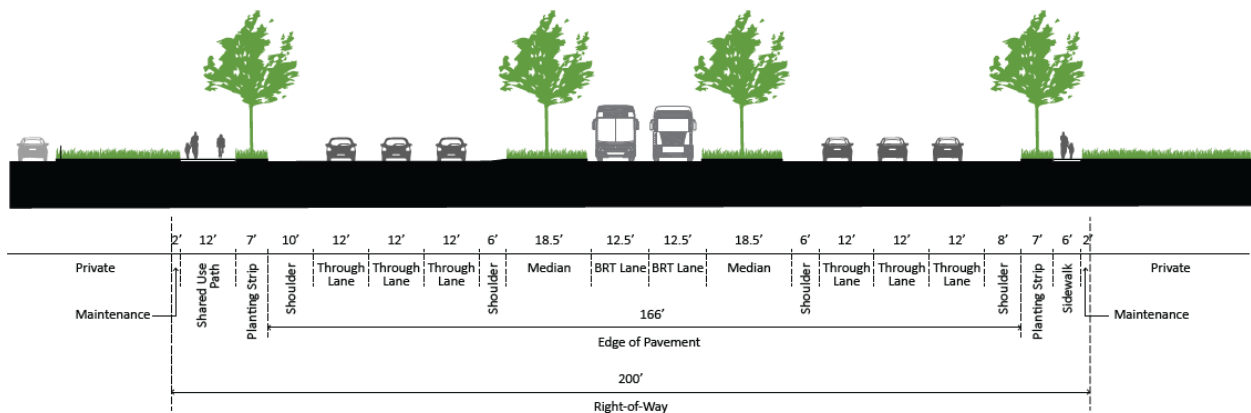 2’ 12’ 7’ 10’ 12’ 12’ 12’ 6’ 18.5’ 12.5’ 12.5’ 18.5’ 6’ 12’ 12’ 12’ 8’ 7’ 6’ 2’
Private
Maintenance
Shared Use
Path
Planting Strip
Shoulder
Through
Lane
Through
Lane
Through
Lane
Shoulder
Median
BRT Lane
BRT Lane
Median
Shoulder
Through
Lane
Through
Lane
Through
Lane
Shoulder
Planting Strip
Sidewalk
Maintenance
Private
166’
Edge of Pavement
200’
Right-of-Way